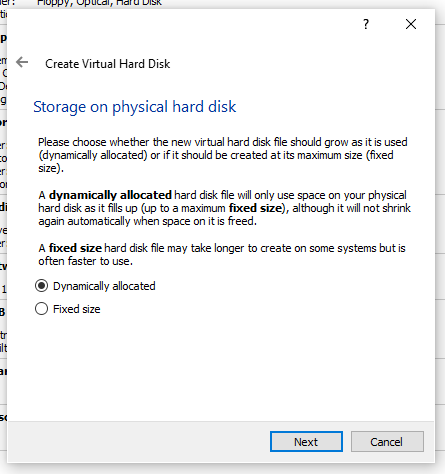 Floppy, Optical, Hard Disk
?
Create Virtual Hard Disk
Storage on physical hard disk
Please choose whether the new virtual hard disk file should grow as it is used
(dynamically allocated) or if it should be created at its maximum size (fixed
size).
A dynamically allocated hard disk file will only use space on your physical
hard disk as it fills up (up to a maximum fixed size), although it will not shrink
again automatically when space on it is freed.
A fixed size hard disk file may take longer to create on some systems but is
often faster to use.
Dynamically allocated
Fixed size
Next
Cancel